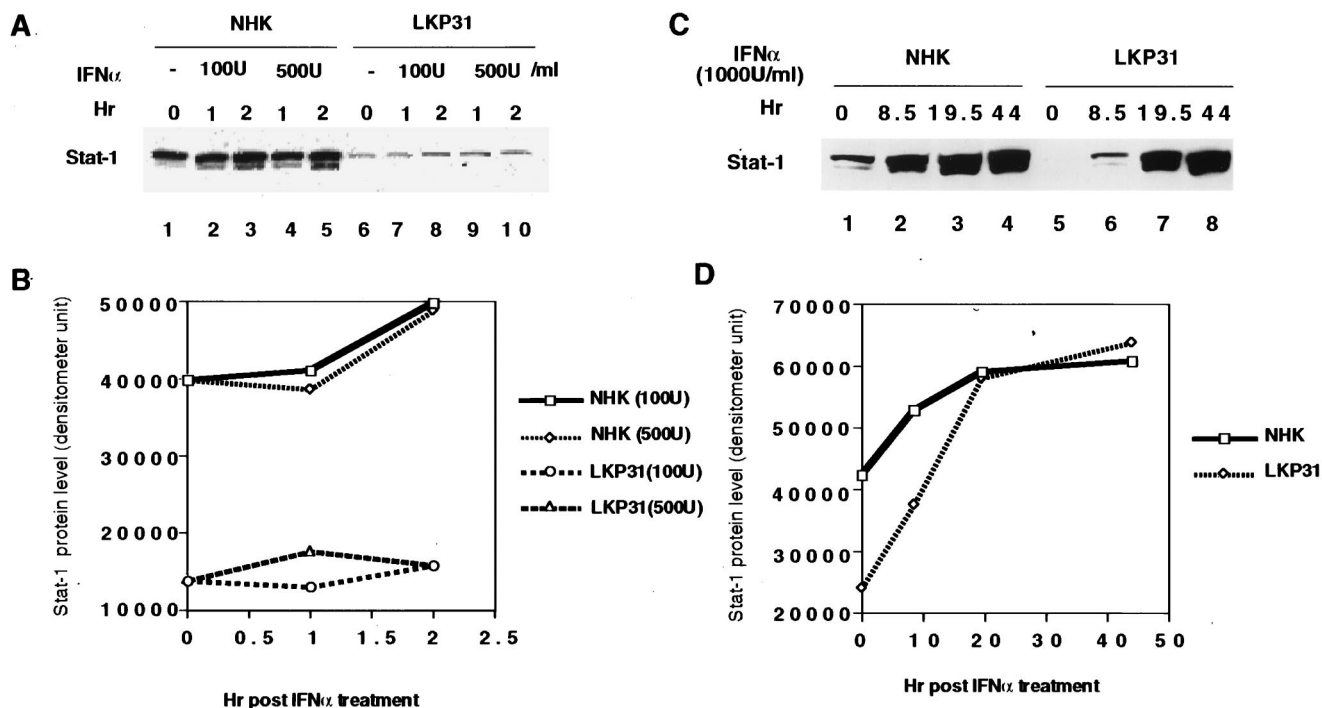 A
NHK LKP31
IFNα - 100U 500U - 100U 500U /ml
Hr 0 1 2 1 2 0 1 2 1 2
Stat-1
1 2 3 4 5 6 7 8 9 10
C
IFNα
(1000U/ml)
NHK LKP31
Hr 0 8.5 19.5 44 0 8.5 19.5 44
Stat-1
1 2 3 4 5 6 7 8
B
Stat-1 protein level (densitometer unit)
50000
40000
30000
20000
10000
0 0.5 1 1.5 2 2.5
Hr post IFNα treatment
NHK (100U)
NHK (500U)
LKP31(100U)
LKP31(500U)
D
Stat-1 protein level (densitometer unit)
70000
60000
50000
40000
30000
20000
0 10 20 30 40 50
Hr post IFNα treatment
NHK
LKP31